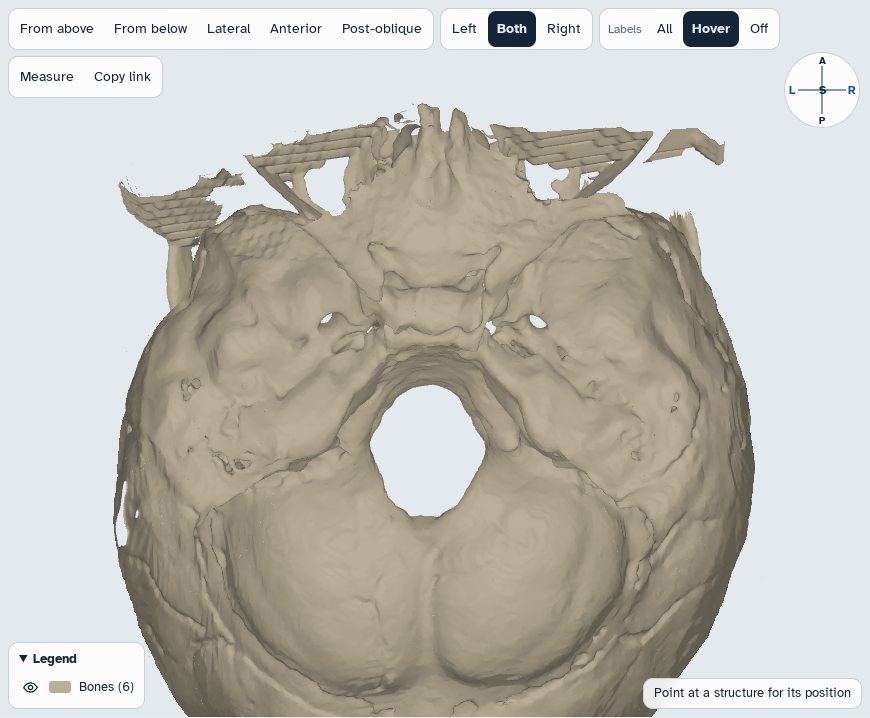 From above From below Lateral Anterior Post-oblique Left Both Right Labels All Hover Off
Measure Copy link
A
L S R
P
▼ Legend
Bones (6)
Point at a structure for its position